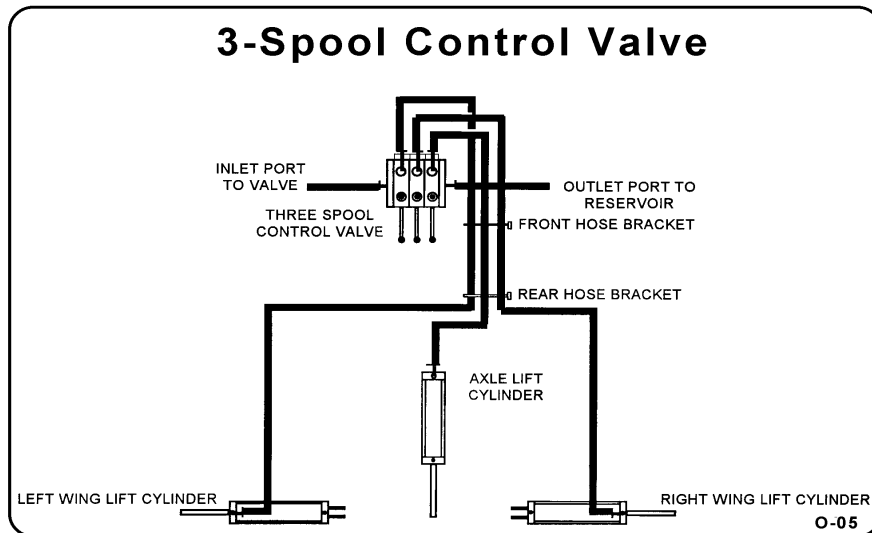 3-Spool Control Valve
INLET PORT
TO VALVE
OUTLET PORT TO
RESERVOIR
THREE SPOOL
CONTROL VALVE
FRONT HOSE BRACKET
REAR HOSE BRACKET
AXLE LIFT
CYLINDER
LEFT WING LIFT CYLINDER
RIGHT WING LIFT CYLINDER
O-05